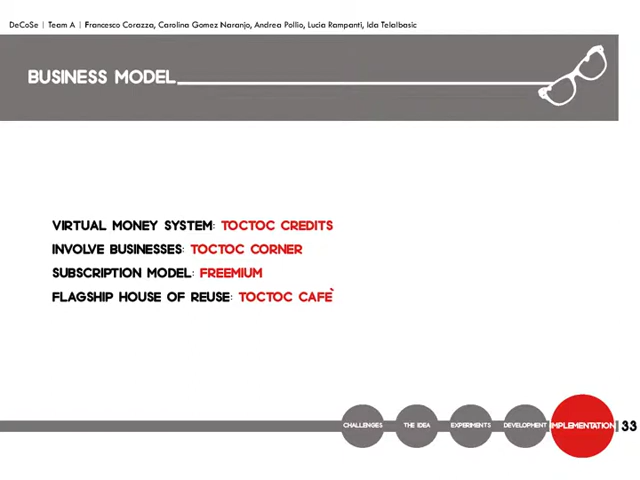 DeCoSe | Team A | Francesco Corazza, Carolina Gomez Naranjo, Andrea Pollio, Lucia Rampanti, Ida Telalbasic
BUSINESS MODEL
VIRTUAL MONEY SYSTEM: TOCTOC CREDITS
INVOLVE BUSINESSES: TOCTOC CORNER
SUBSCRIPTION MODEL: FREEMIUM
FLAGSHIP HOUSE OF REUSE: TOCTOC CAFE`
CHALLENGES THE IDEA EXPERIMENTS DEVELOPMENT IMPLEMENTATION | 33